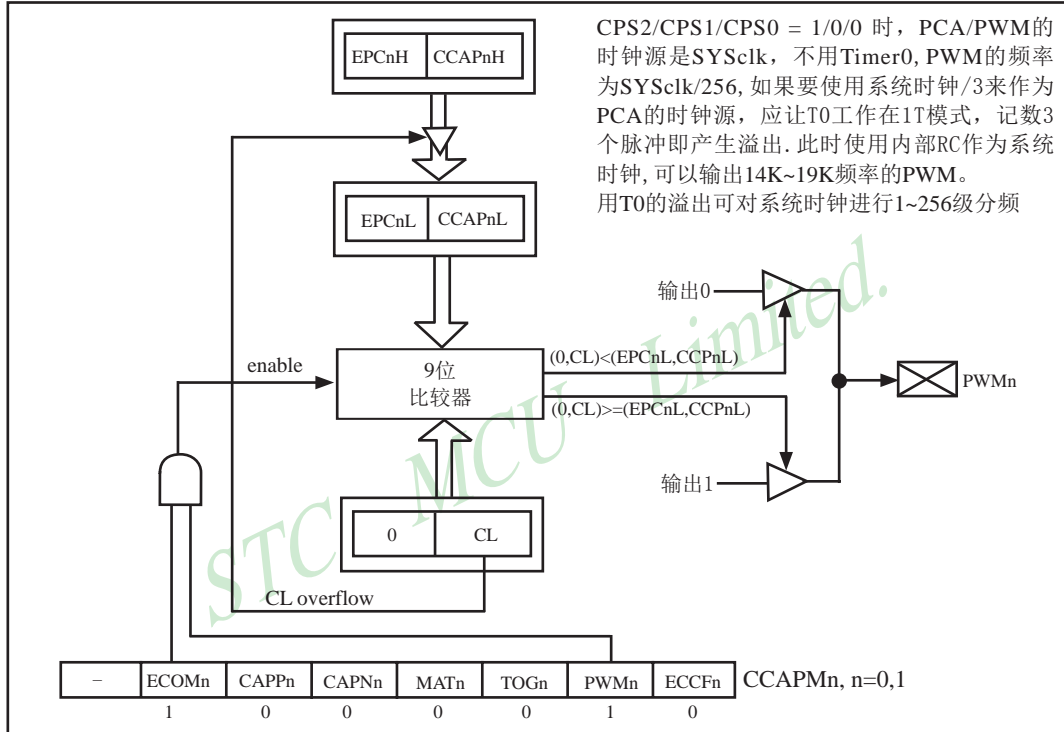 CPS2/CPS1/CPS0 = 1/0/0 时，PCA/PWM的
时钟源是SYSclk，不用Timer0, PWM的频率
为SYSclk/256, 如果要使用系统时钟/3来作为
PCA的时钟源，应让T0工作在1T模式，记数3
个脉冲即产生溢出. 此时使用内部RC作为系统
时钟, 可以输出14K~19K频率的PWM。
用T0的溢出可对系统时钟进行1~256级分频
EPCnH CCAPnH
EPCnL CCAPnL
输出0
enable
9位
比较器
(0,CL)<(EPCnL,CCPnL)
(0,CL)>=(EPCnL,CCPnL)
PWMn
输出1
0 CL
CL overflow
STC MCU Limited.
– ECOMn CAPPn CAPNn MATn TOGn PWMn ECCFn CCAPMn, n=0,1
1 0 0 0 0 1 0